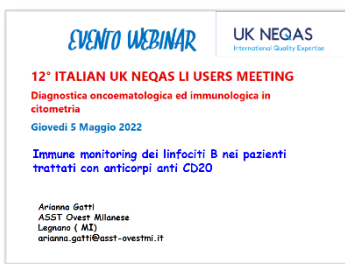 EVENTO WEBINAR
UK NEQAS
International Quality Expertise
12° ITALIAN UK NEQAS LI USERS MEETING
Diagnostica oncoematologica ed immunologica in
citometria
Giovedì 5 Maggio 2022
Immune monitoring dei linfociti B nei pazienti
trattati con anticorpi anti CD20
Arianna Gatti
ASST Ovest Milanese
Legnano ( MI)
arianna.gatti@asst-ovestmi.it